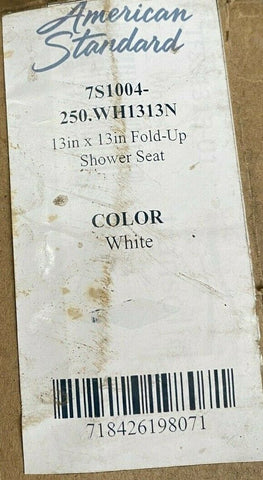 American
Standard
7S1004-
250.WH1313N
13in x 13in Fold-Up
Shower Seat
COLOR
White
718426198071